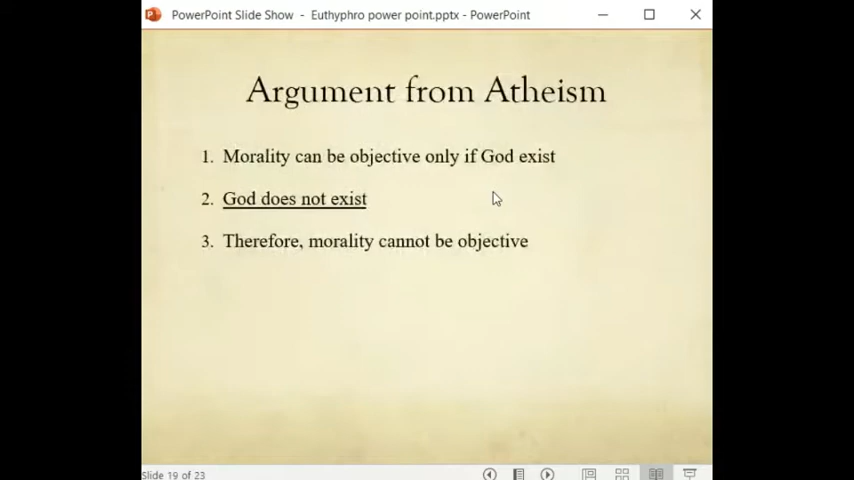 PowerPoint Slide Show - Euthyphro power point.pptx - PowerPoint
Argument from Atheism
1. Morality can be objective only if God exist
2. God does not exist
3. Therefore, morality cannot be objective
Slide 19 of 23